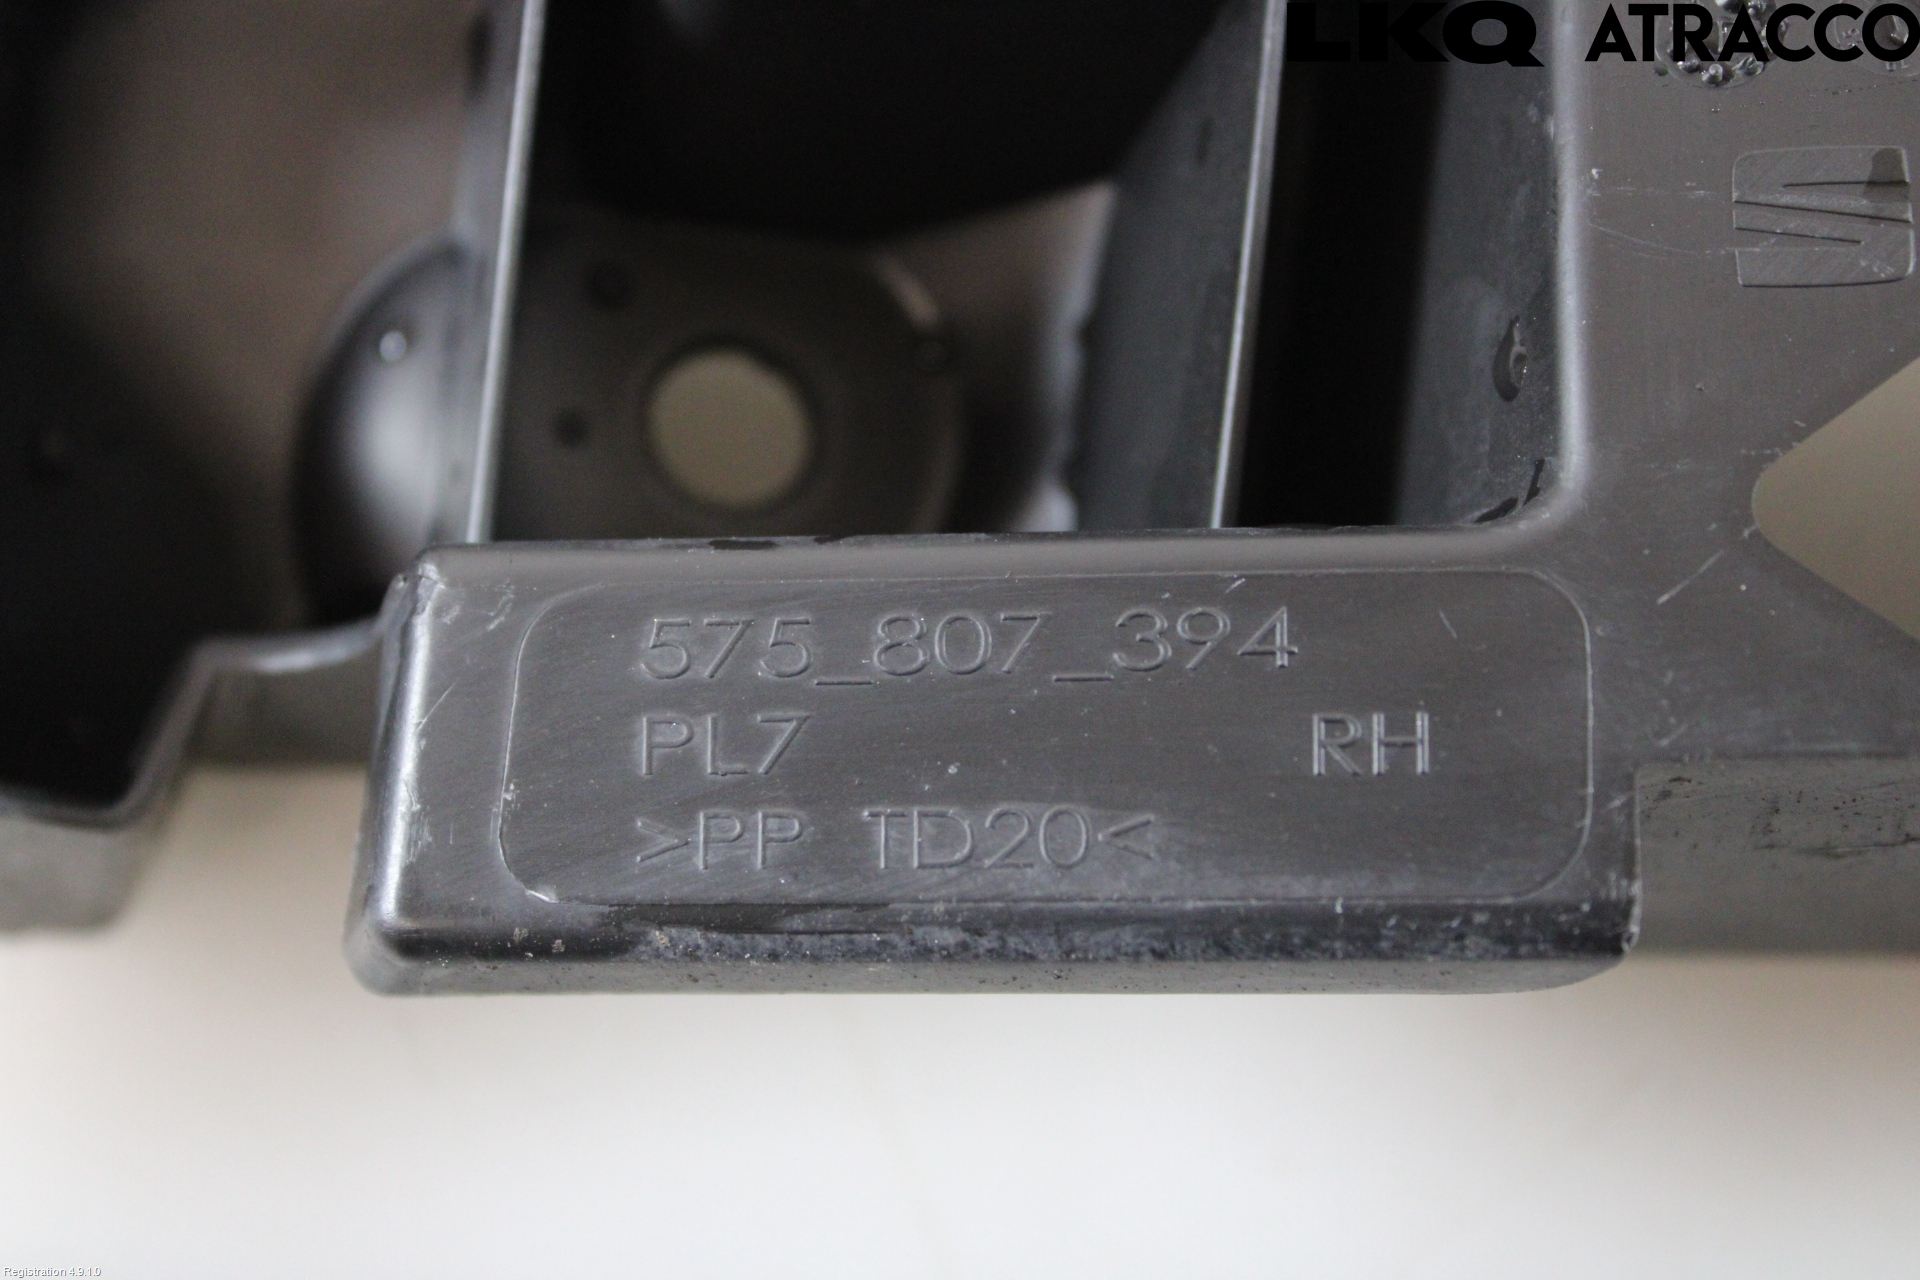 LKQ ATRACCO
575_807_394
PL7 RH
>PP TD20<
Registration 4.9.1.0